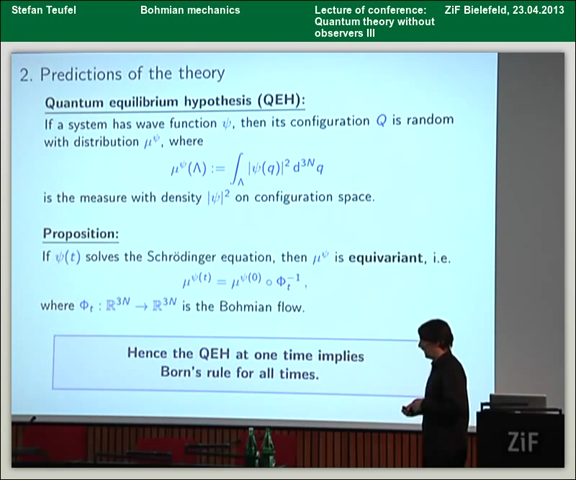 Stefan Teufel Bohmian mechanics Lecture of conference: ZiF Bielefeld, 23.04.2013
Quantum theory without
observers III
2. Predictions of the theory
Quantum equilibrium hypothesis (QEH):
If a system has wave function ψ, then its configuration Q is random
with distribution μ^ψ, where
μ^ψ(Λ) := ∫_Λ |ψ(q)|² d^{3N}q
is the measure with density |ψ|² on configuration space.
Proposition:
If ψ(t) solves the Schrödinger equation, then μ^ψ is equivariant, i.e.
μ^{ψ(t)} = μ^{ψ(0)} ∘ Φ_t^{-1},
where Φ_t : ℝ^{3N} → ℝ^{3N} is the Bohmian flow.
Hence the QEH at one time implies
Born's rule for all times.
ZiF